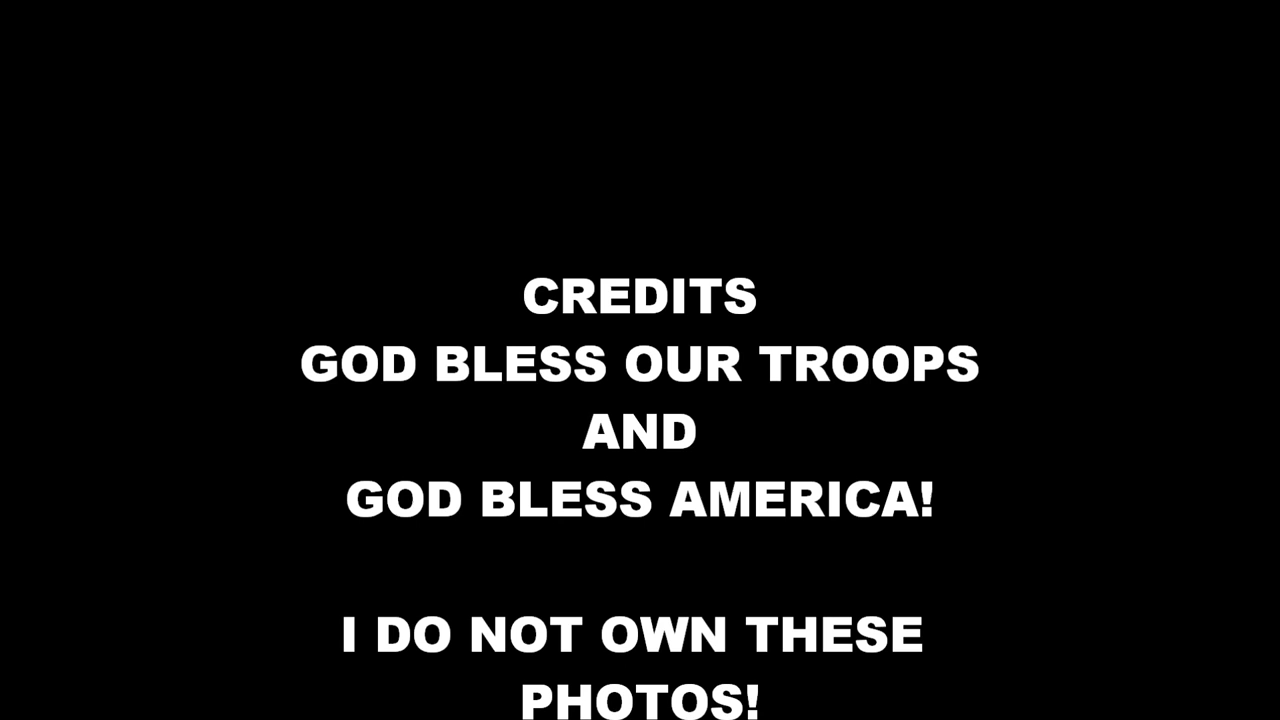 CREDITS
GOD BLESS OUR TROOPS
AND
GOD BLESS AMERICA!
I DO NOT OWN THESE
PHOTOS!